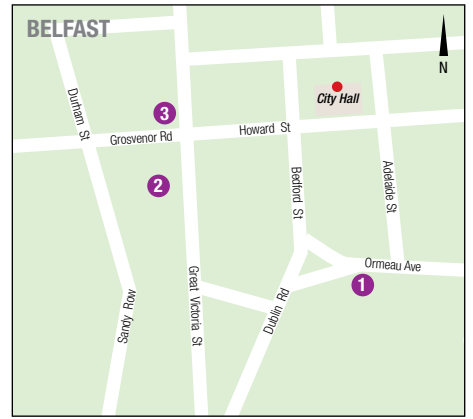 BELFAST
N
City Hall
Durham St
3
Grosvenor Rd
Howard St
2
Bedford St
Adelaide St
Ormeau Ave
1
Great Victoria St
Dublin Rd
Sandy Row